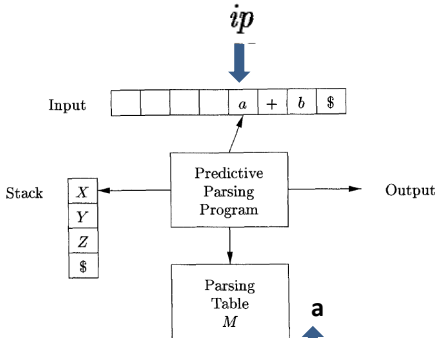 ip
Input a + b $
Predictive
Parsing
Program
Stack X
Y
Z
$
Output
Parsing
Table
M
a